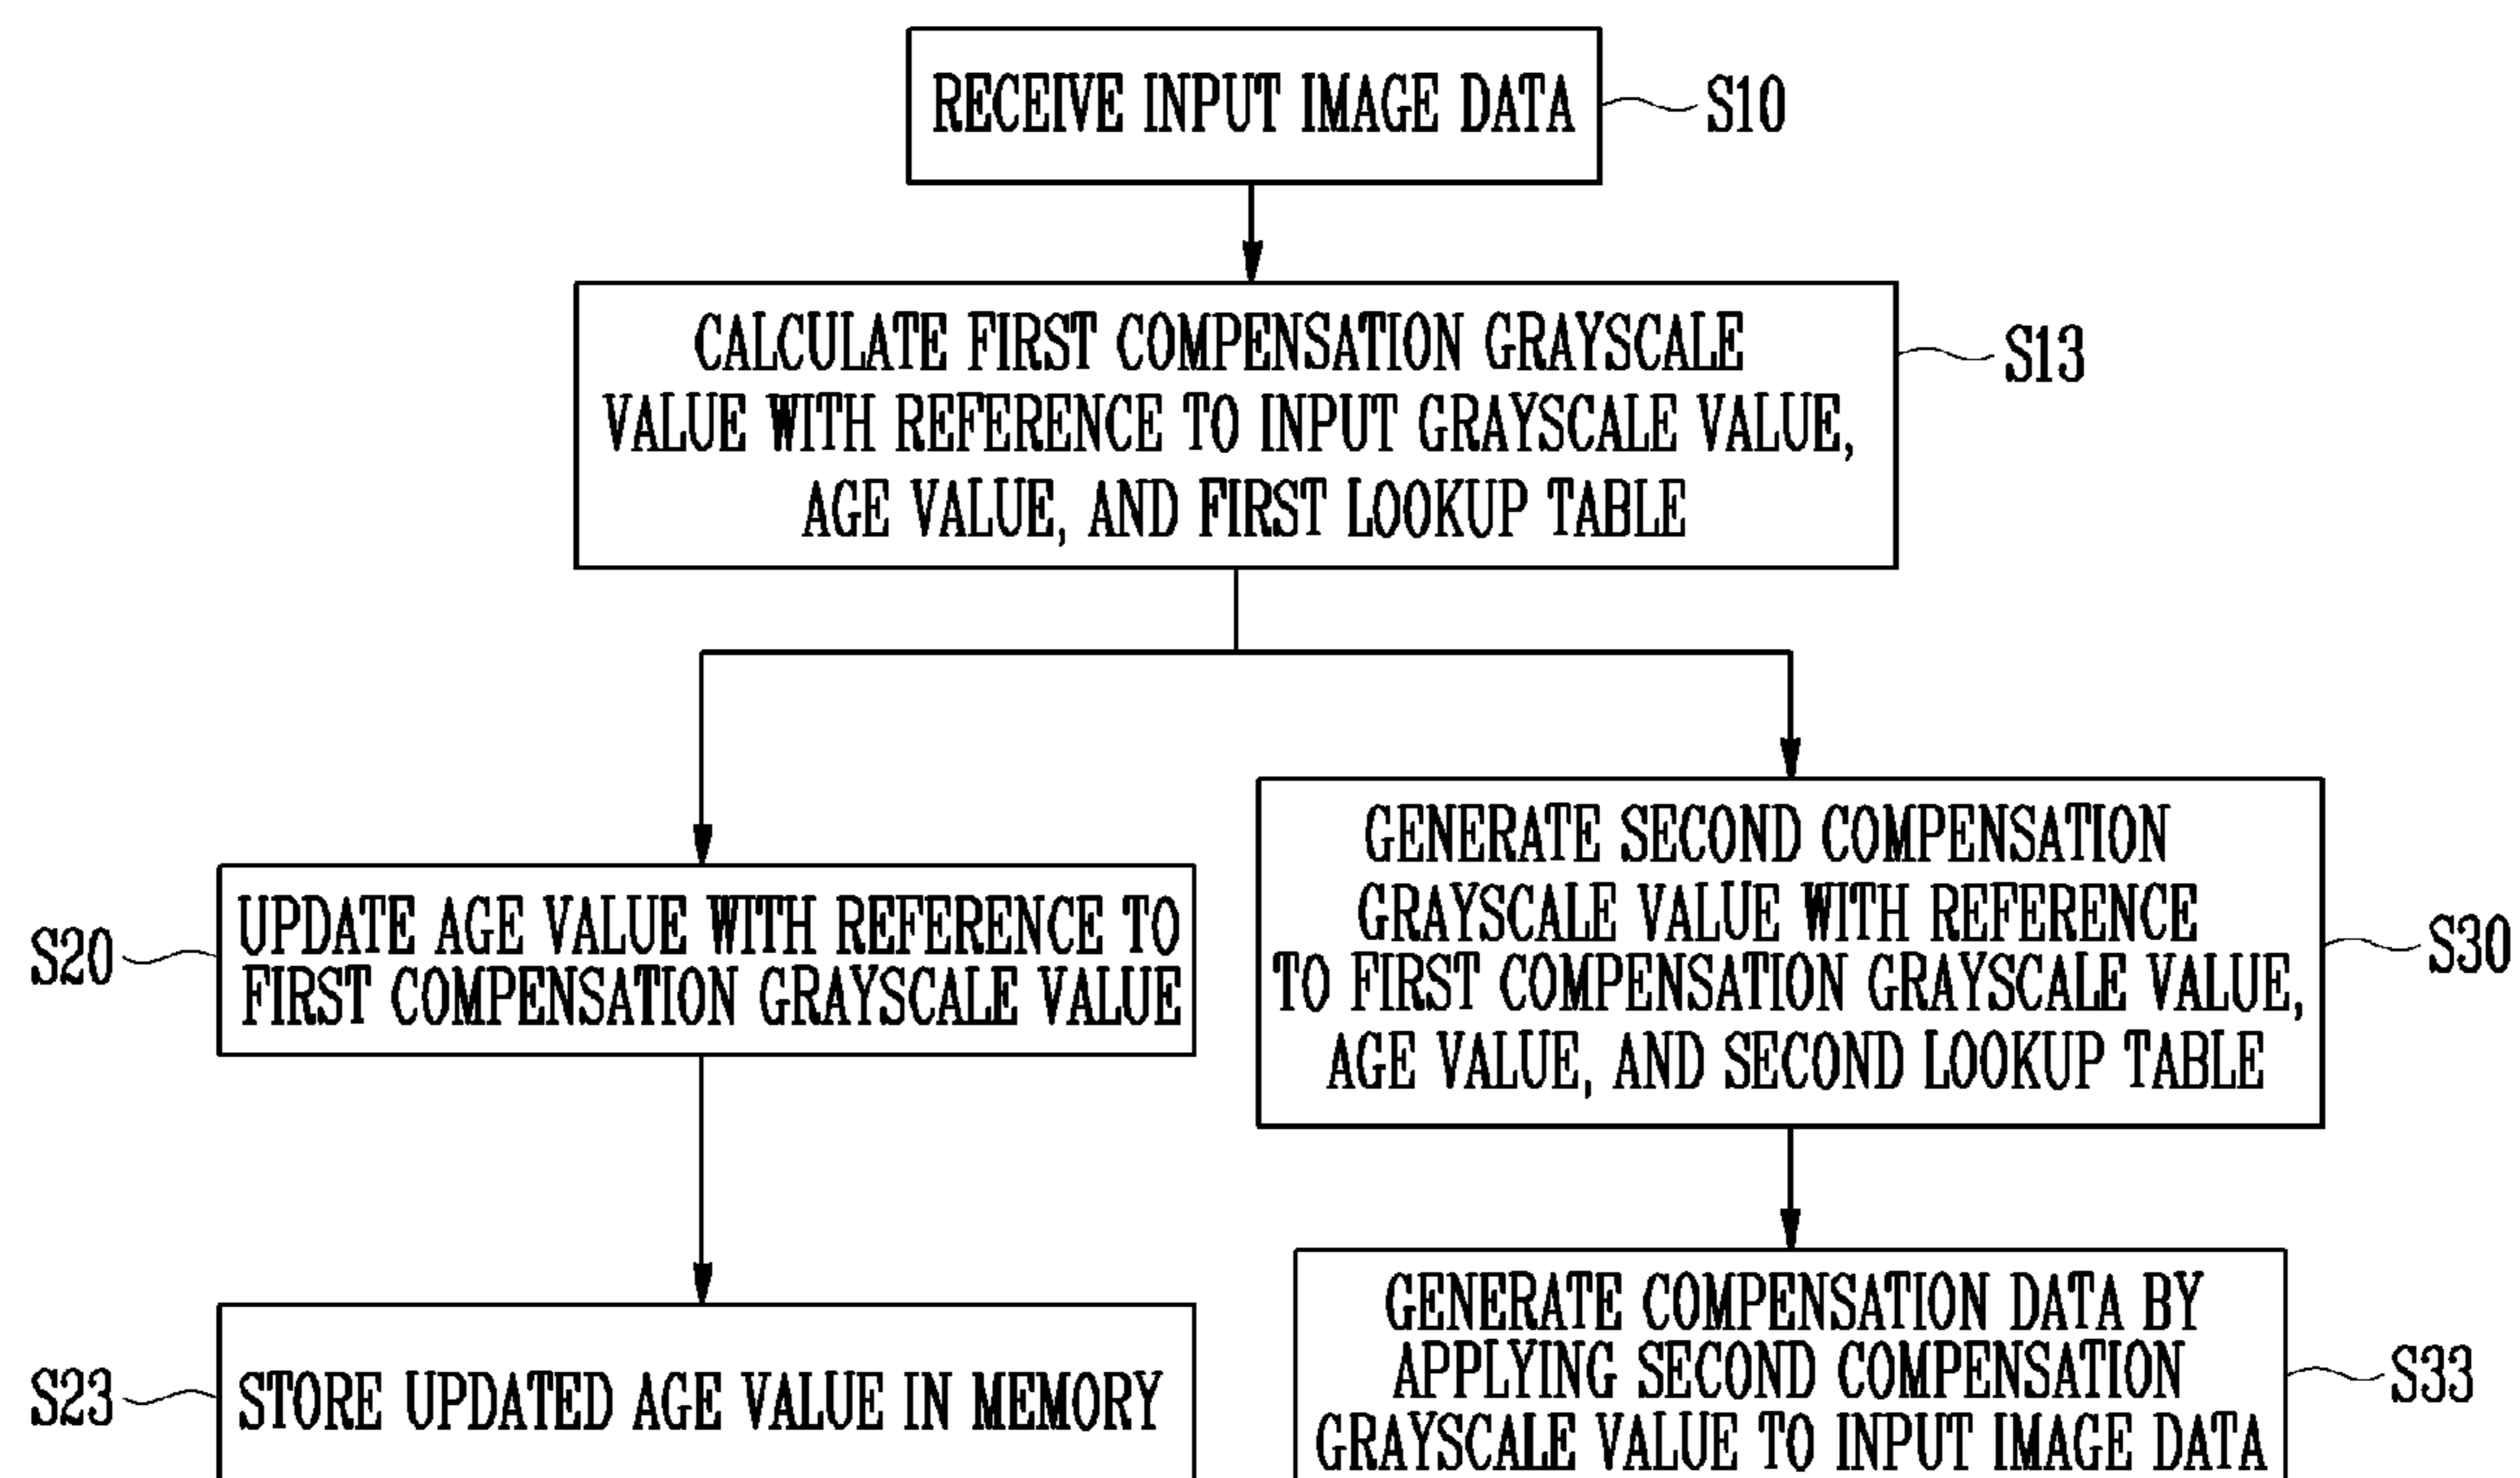 RECEIVE INPUT IMAGE DATA
S10
CALCULATE FIRST COMPENSATION GRAYSCALE
VALUE WITH REFERENCE TO INPUT GRAYSCALE VALUE,
AGE VALUE, AND FIRST LOOKUP TABLE
S13
S20
UPDATE AGE VALUE WITH REFERENCE TO
FIRST COMPENSATION GRAYSCALE VALUE
GENERATE SECOND COMPENSATION
GRAYSCALE VALUE WITH REFERENCE
TO FIRST COMPENSATION GRAYSCALE VALUE,
AGE VALUE, AND SECOND LOOKUP TABLE
S30
S23
STORE UPDATED AGE VALUE IN MEMORY
GENERATE COMPENSATION DATA BY
APPLYING SECOND COMPENSATION
GRAYSCALE VALUE TO INPUT IMAGE DATA
S33